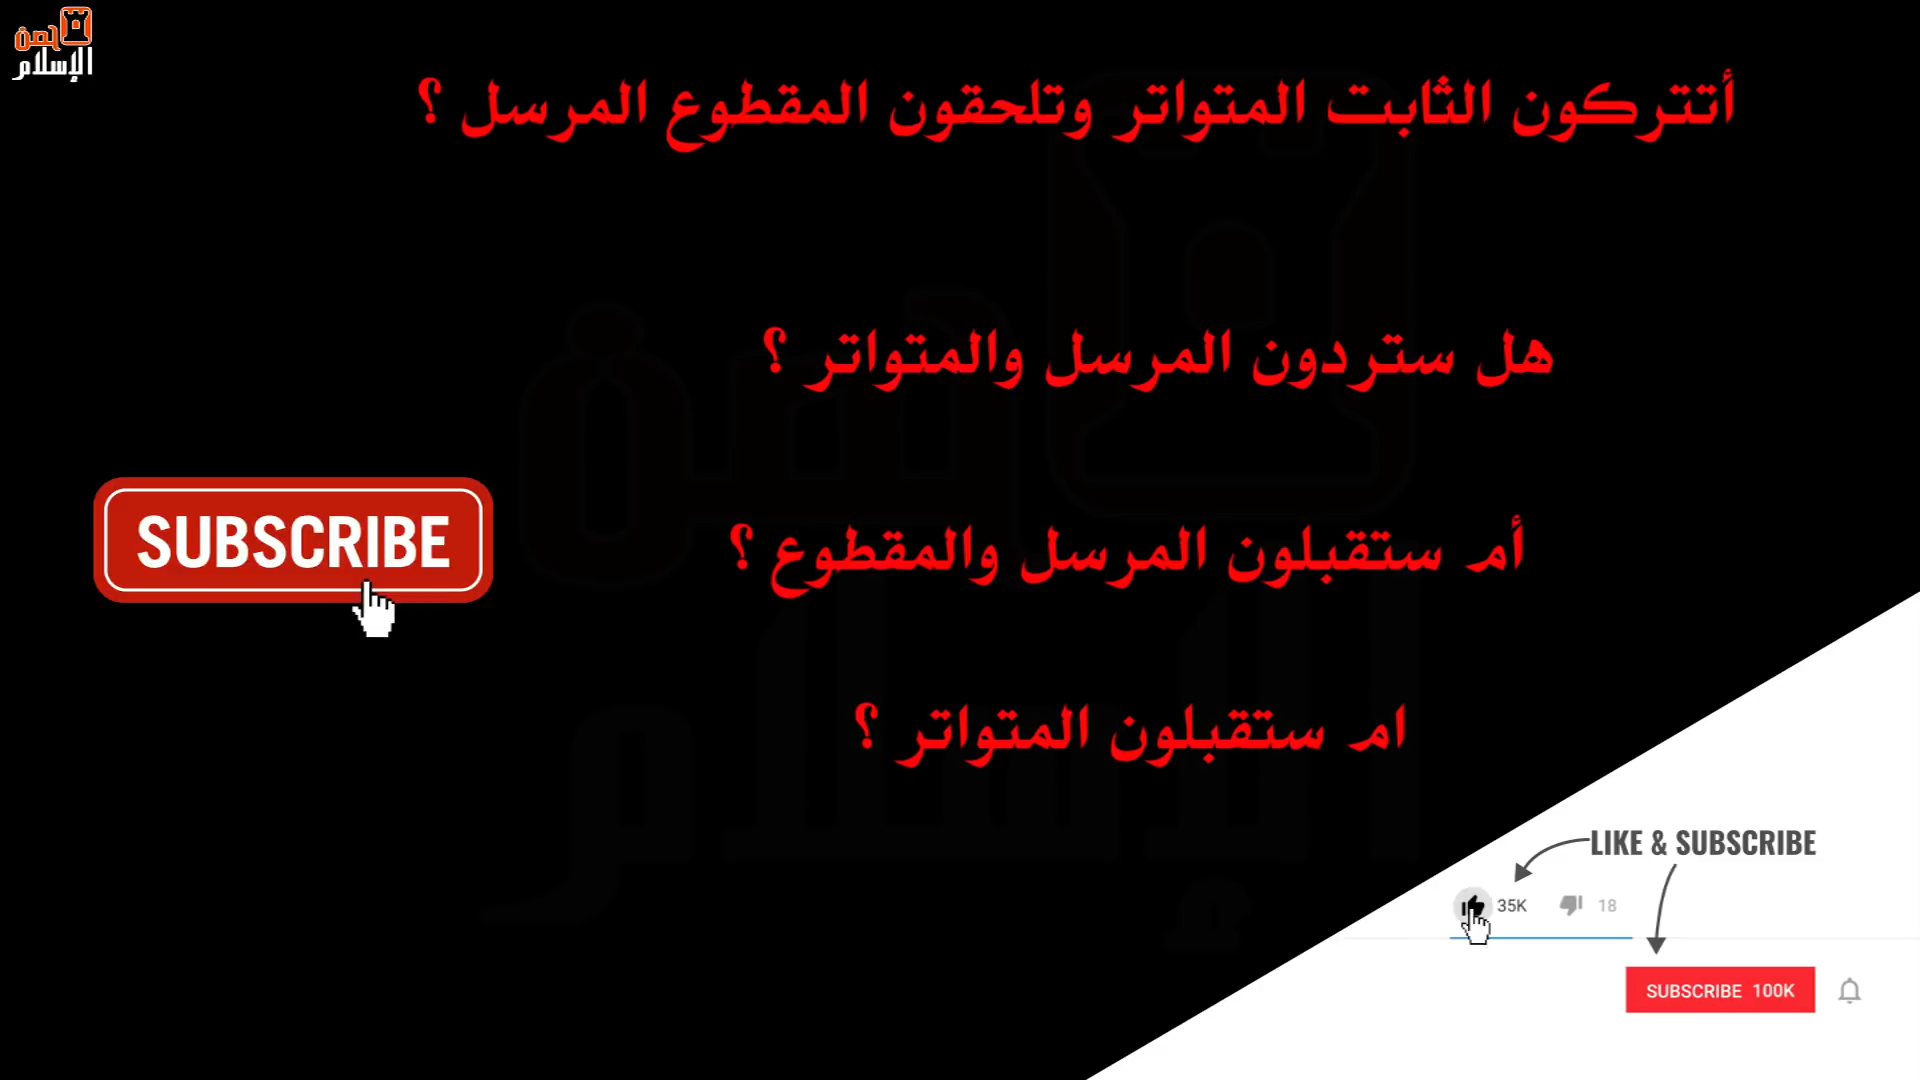 حصن
الإسلام
أتتركون الثابت المتواتر وتلحقون المقطوع المرسل ؟
هل ستردون المرسل والمتواتر ؟
أم ستقبلون المرسل والمقطوع ؟
ام ستقبلون المتواتر ؟
SUBSCRIBE
LIKE & SUBSCRIBE
35K 18
SUBSCRIBE 100K